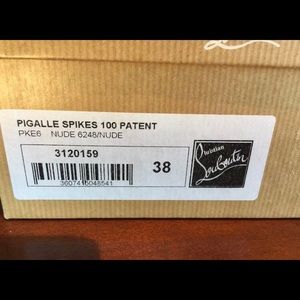 PIGALLE SPIKES 100 PATENT
PKE6 NUDE 6248/NUDE
3120159
38
Christian
Louboutin